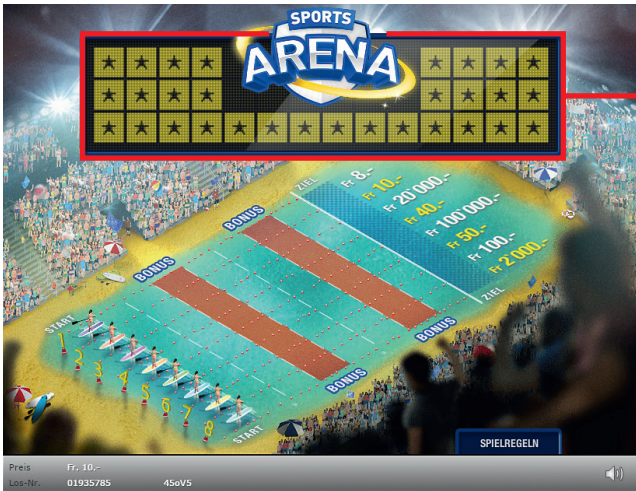 SPORTS
ARENA
ZIEL
Fr 8.-
Fr 10.-
Fr 20'000.-
Fr 40.-
Fr 100'000.-
Fr 50.-
Fr 100.-
Fr 2'000.-
ZIEL
BONUS
BONUS
BONUS
BONUS
START
1
2
3
4
5
6
7
8
START
SPIELREGELN
Preis Fr. 10.-
Los-Nr. 01935785 45oV5